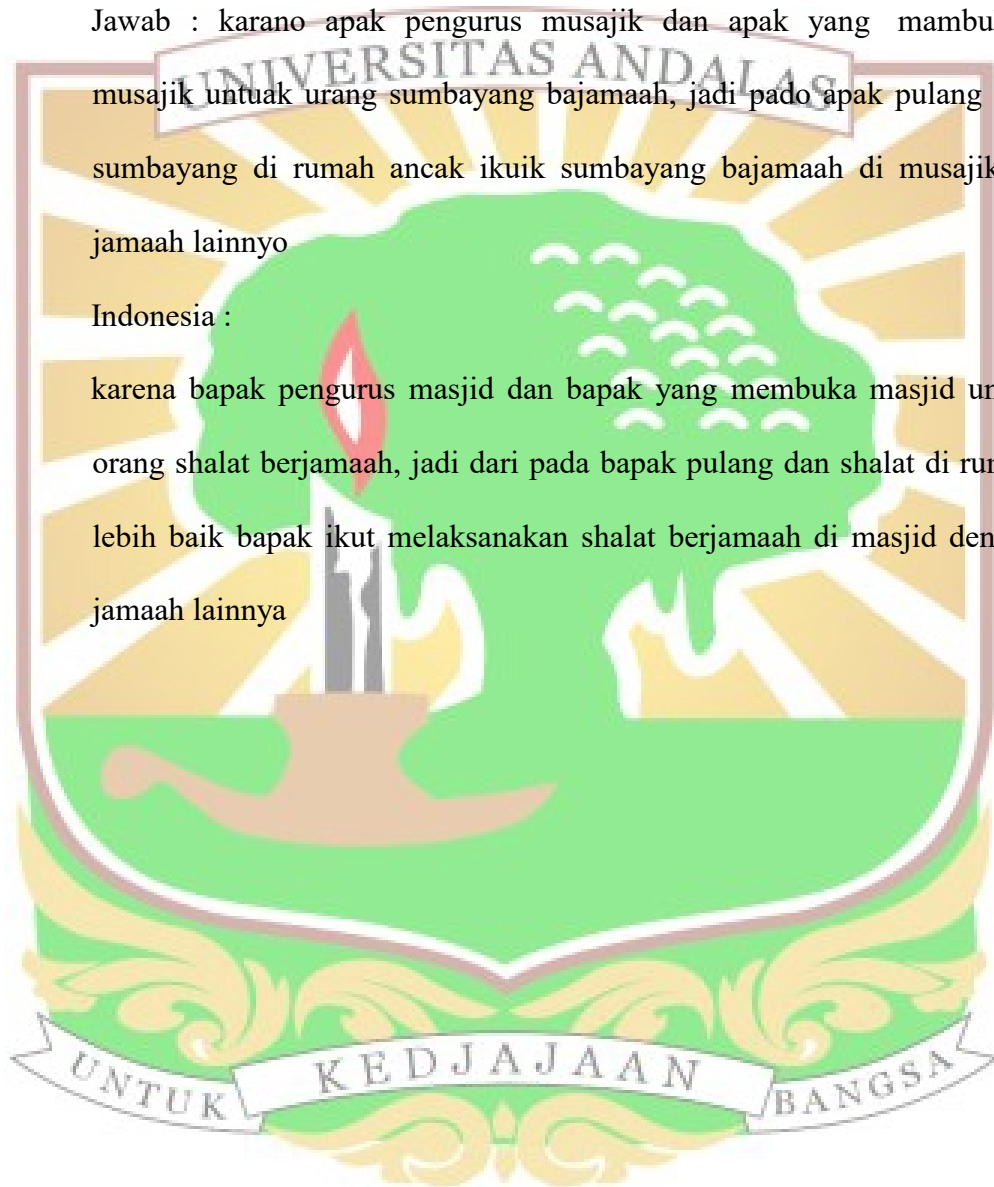 Jawab : karano apak pengurus musajik dan apak yang mambu
UNIVERSITAS ANDALAS
musajik untuak urang sumbayang bajamaah, jadi pado apak pulang
sumbayang di rumah ancak ikuik sumbayang bajamaah di musajik
jamaah lainnyo
Indonesia :
karena bapak pengurus masjid dan bapak yang membuka masjid un
orang shalat berjamaah, jadi dari pada bapak pulang dan shalat di rum
lebih baik bapak ikut melaksanakan shalat berjamaah di masjid den
jamaah lainnya
UNTUK KEDJAJAAN BANGSA